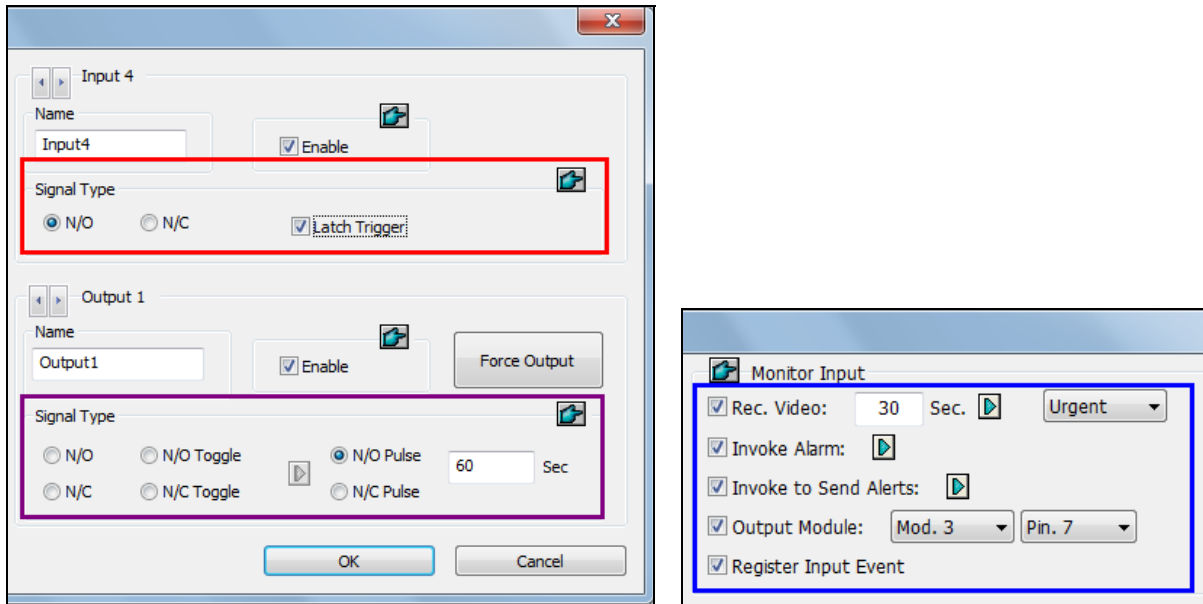 Input 4
Name
Input4
Enable
Signal Type
N/O N/C Latch Trigger
Output 1
Name
Output1
Enable
Force Output
Signal Type
N/O N/O Toggle N/O Pulse 60 Sec
N/C N/C Toggle N/C Pulse
OK Cancel
Monitor Input
Rec. Video: 30 Sec. Urgent
Invoke Alarm:
Invoke to Send Alerts:
Output Module: Mod. 3 Pin. 7
Register Input Event